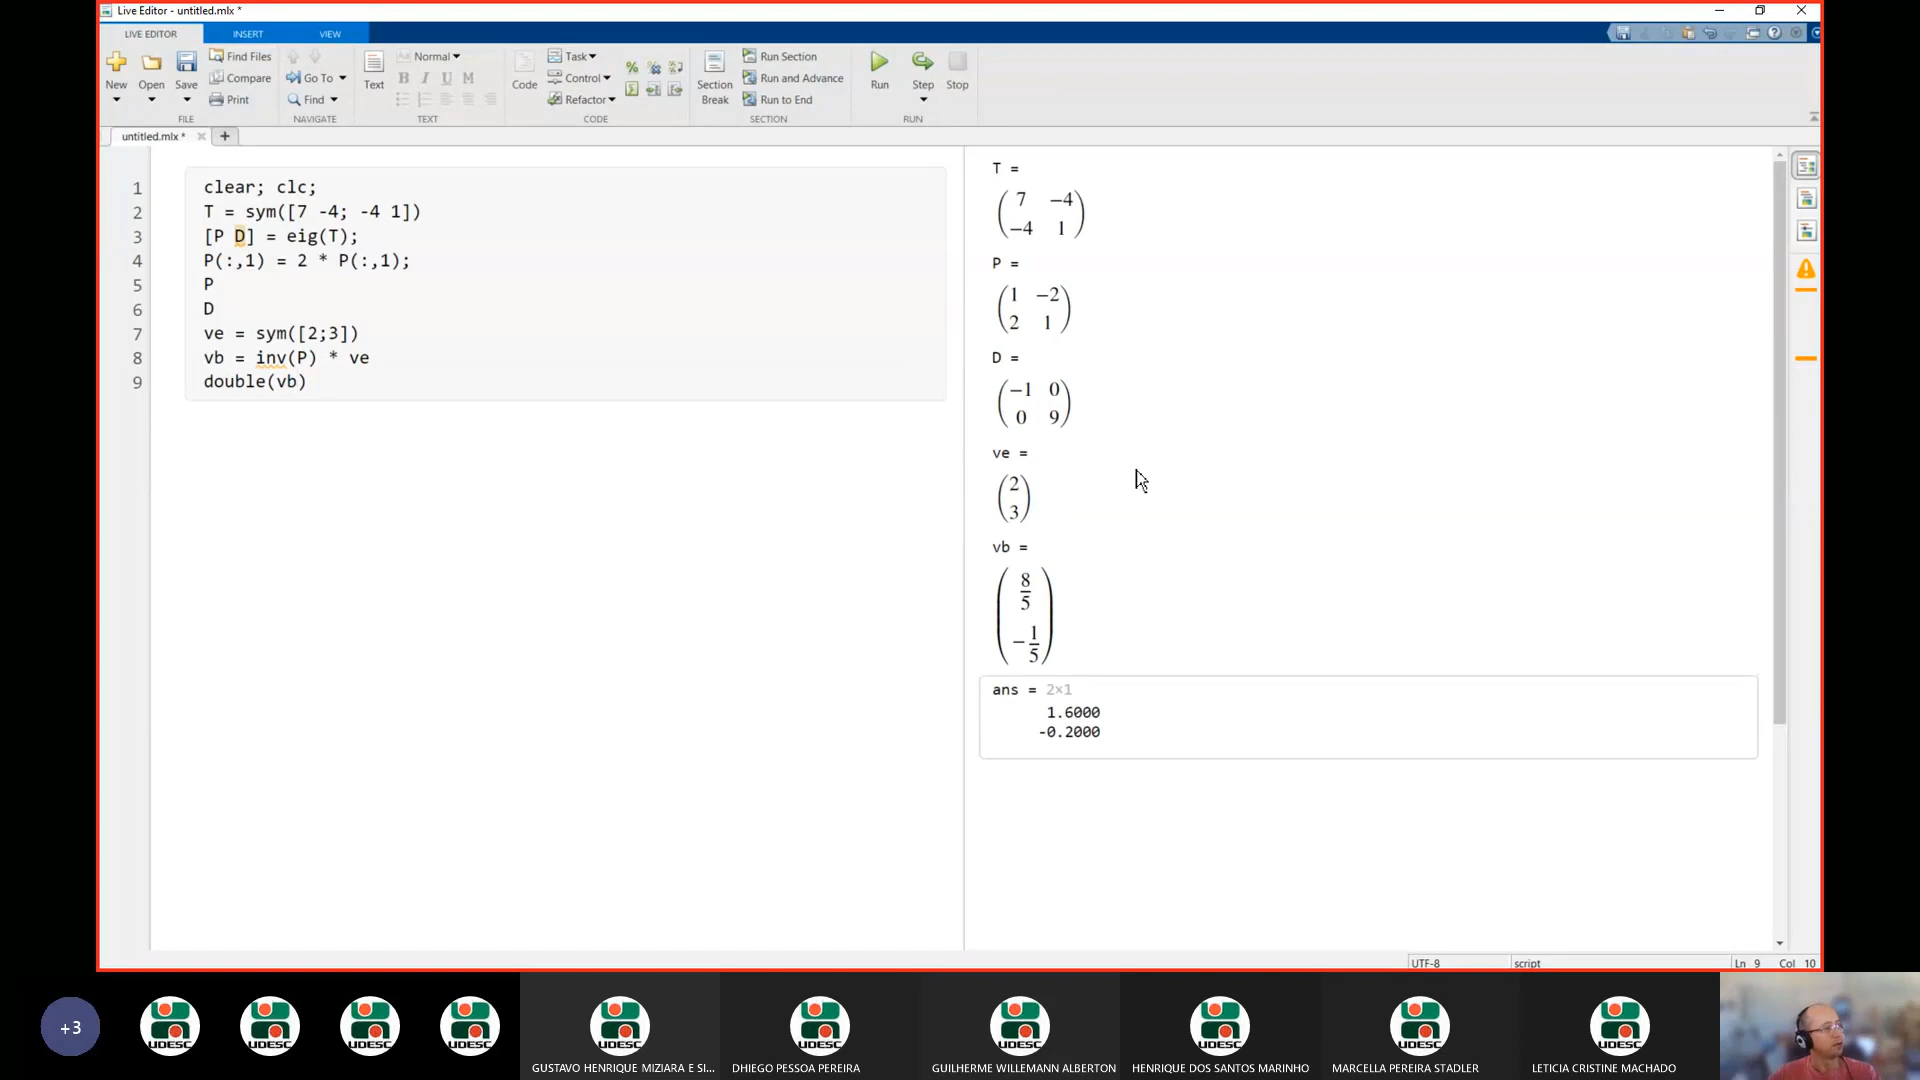 Live Editor - untitled.mlx *
LIVE EDITOR
INSERT
VIEW
New
Open
Save
Find Files
Compare
Print
FILE
Go To
Find
NAVIGATE
Text
Normal
B I U M
TEXT
Code
Task
Control
Refactor
CODE
Section
Break
Run Section
Run and Advance
Run to End
SECTION
Run
Step
Stop
RUN
untitled.mlx *
1 clear; clc;
2 T = sym([7 -4; -4 1])
3 [P D] = eig(T);
4 P(:,1) = 2 * P(:,1);
5 P
6 D
7 ve = sym([2;3])
8 vb = inv(P) * ve
9 double(vb)
T =
7 −4
−4 1
P =
1 −2
2 1
D =
−1 0
0 9
ve =
2
3
vb =
8
5
−1
5
ans = 2×1
1.6000
-0.2000
UTF-8
script
Ln 9 Col 10
+3
UDESC
UDESC
UDESC
UDESC
UDESC
UDESC
UDESC
UDESC
UDESC
UDESC
GUSTAVO HENRIQUE MIZIARA E SI...
DHIEGO PESSOA PEREIRA
GUILHERME WILLEMANN ALBERTON
HENRIQUE DOS SANTOS MARINHO
MARCELLA PEREIRA STADLER
LETICIA CRISTINE MACHADO